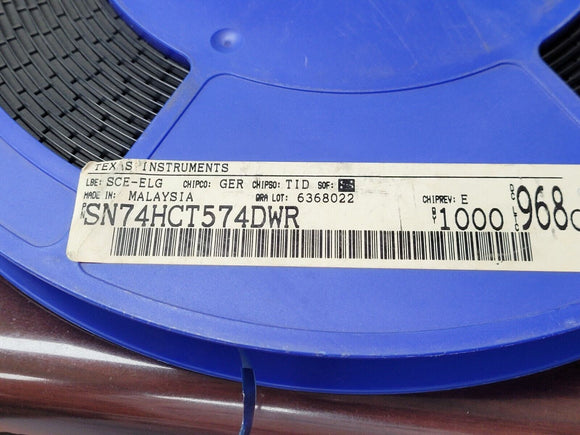 TEXAS INSTRUMENTS
LBE: SCE-ELG CHIPCO: GER CHIPSO: TID SOF:
MADE IN: MALAYSIA QRA LOT: 6368022 CHIPREV: E
SN74HCT574DWR 1000 968